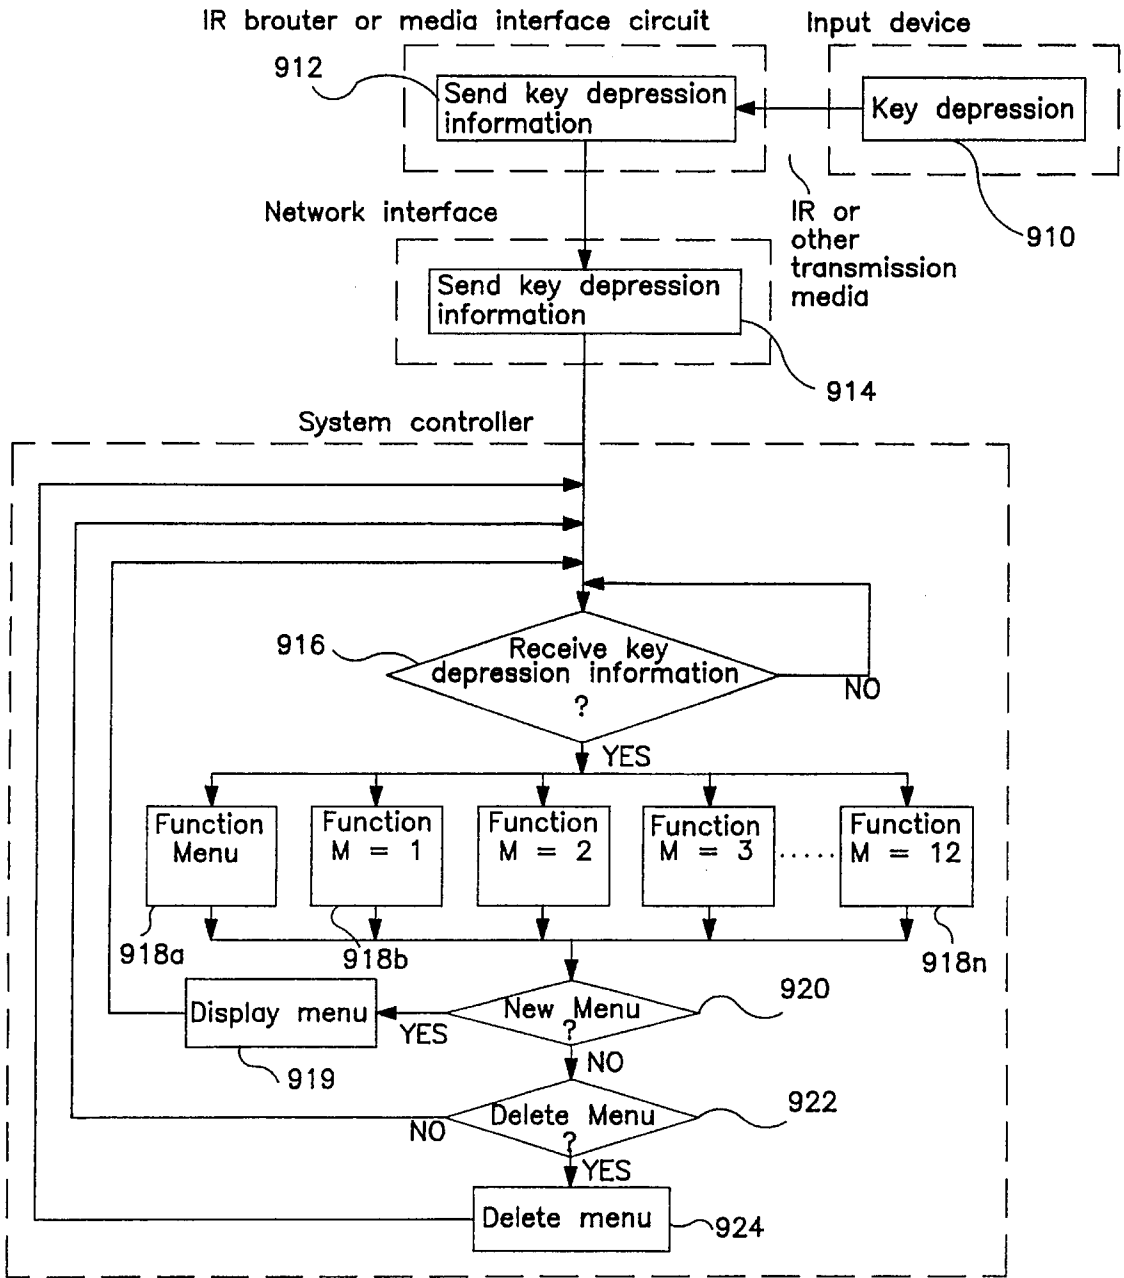 IR brouter or media interface circuit
Input device
912
Send key depression
information
Key depression
910
IR or
other
transmission
media
Network interface
Send key depression
information
914
System controller
916
Receive key
depression information
?
NO
YES
Function
Menu
Function
M = 1
Function
M = 2
Function
M = 3
.....
Function
M = 12
918a
918b
918n
920
New Menu
?
YES
Display menu
919
NO
922
Delete Menu
?
NO
YES
Delete menu
924